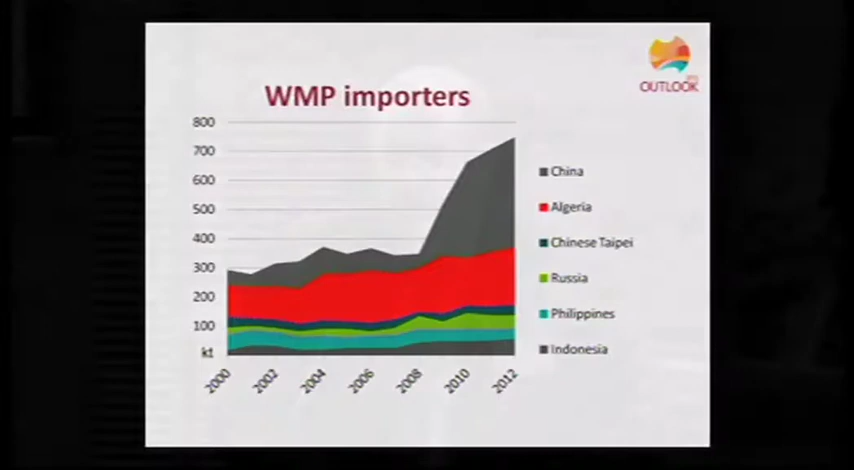 OUTLOOK
WMP importers
800
700
600
500
400
300
200
100
kt
2000
2002
2004
2006
2008
2010
2012
China
Algeria
Chinese Taipei
Russia
Philippines
Indonesia